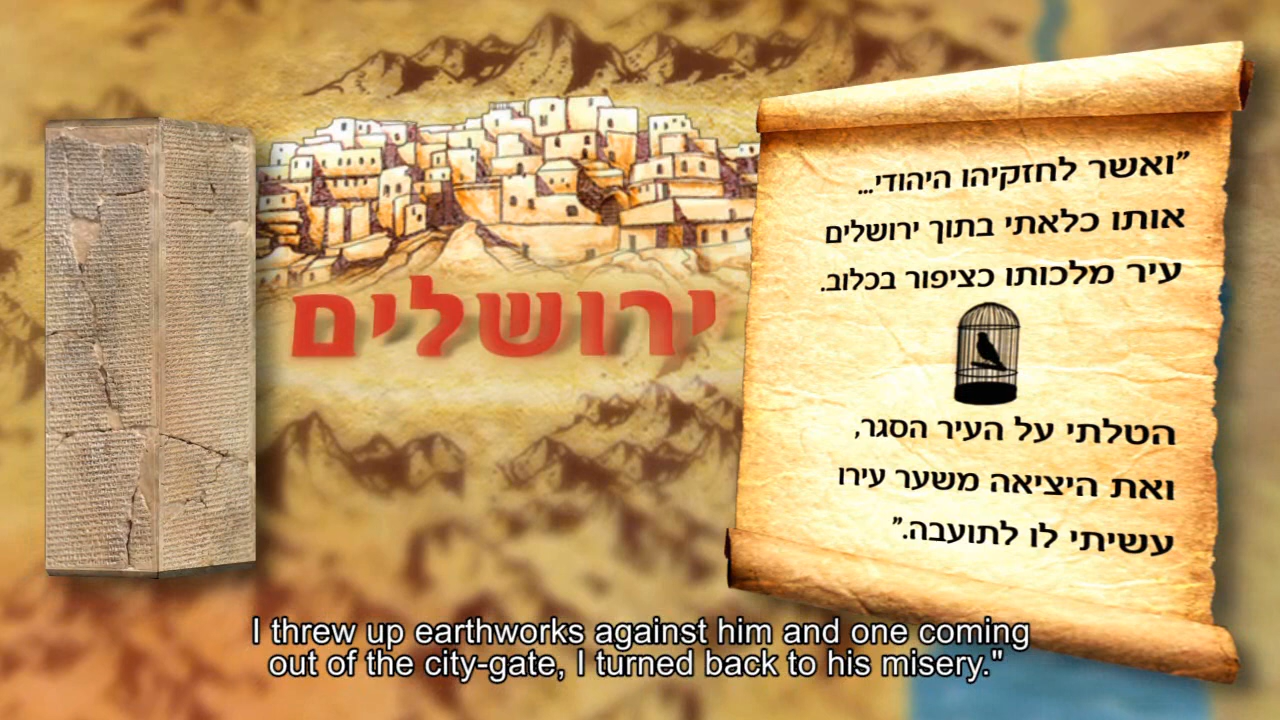 ירושלים
"ואשר לחזקיהו היהודי...
אותו כלאתי בתוך ירושלים
עיר מלכותו כציפור בכלוב.
הטלתי על העיר הסגר,
ואת היציאה משער עירו
עשיתי לו לתועבה."
I threw up earthworks against him and one coming
out of the city-gate, I turned back to his misery."